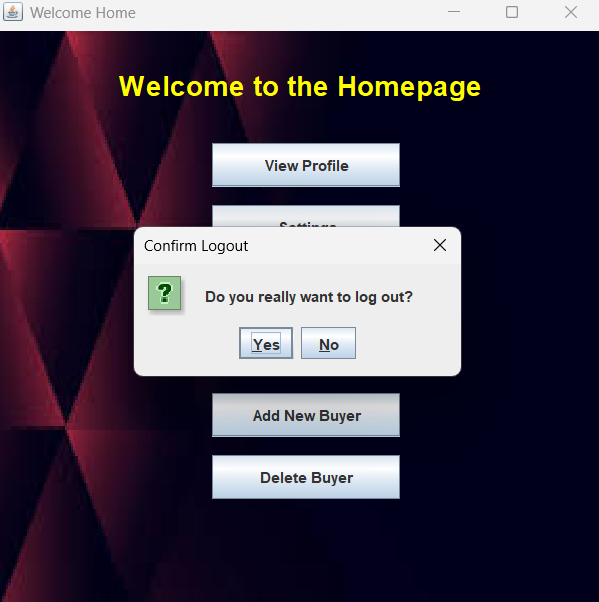 Welcome Home
Welcome to the Homepage
View Profile
Settings
Confirm Logout
?
Do you really want to log out?
Yes No
Add New Buyer
Delete Buyer